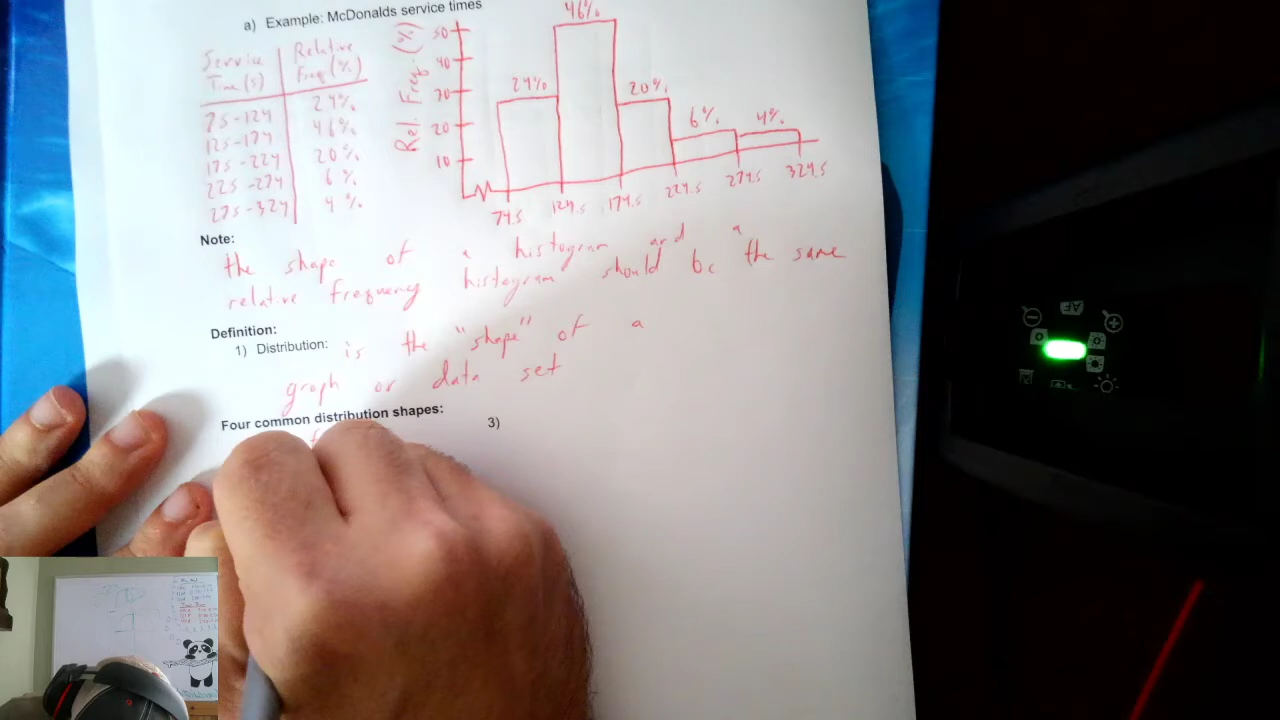 a) Example: McDonalds service times
Service Time (s) Relative Freq (%)
75-124 24%
125-174 46%
175-224 20%
225-274 6%
275-324 4%
Rel. Freq. (%)
50
40
30
20
10
24%
46%
20%
6%
4%
74.5 124.5 174.5 224.5 274.5 324.5
Note:
the shape of a histogram and a
relative frequency histogram should be the same
Definition:
1) Distribution: is the "shape" of a
graph or data set
Four common distribution shapes:
3)
AF